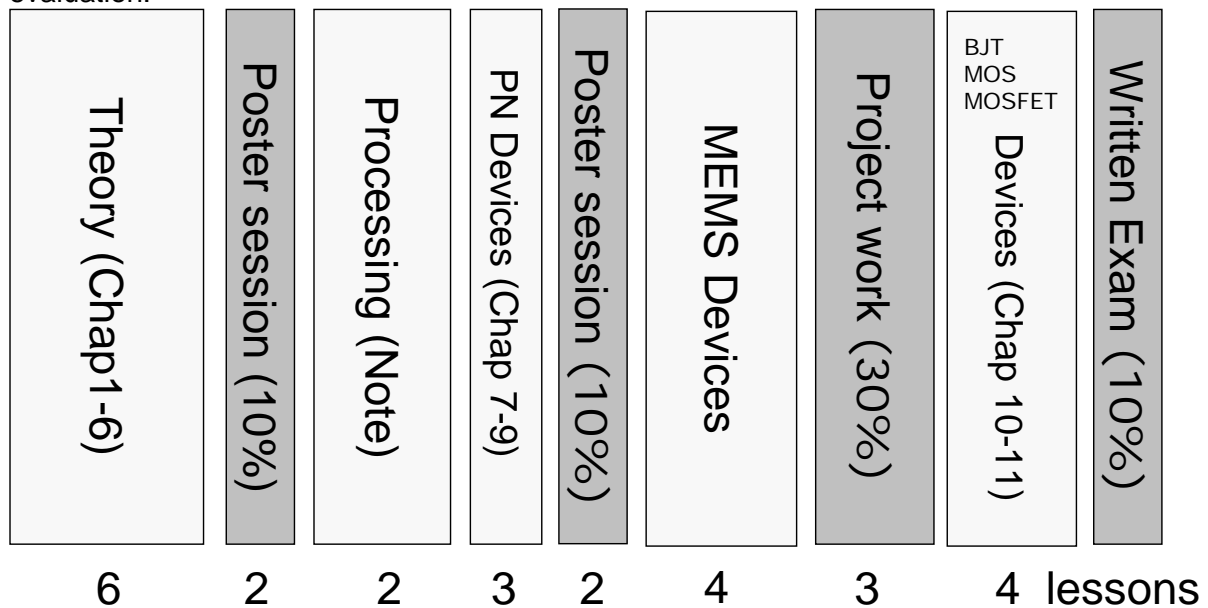 Theory (Chap1-6)
Poster session (10%)
Processing (Note)
PN Devices (Chap 7-9)
Poster session (10%)
MEMS Devices
Project work (30%)
BJT
MOS
MOSFET
Devices (Chap 10-11)
Written Exam (10%)
6 2 2 3 2 4 3 4 lessons